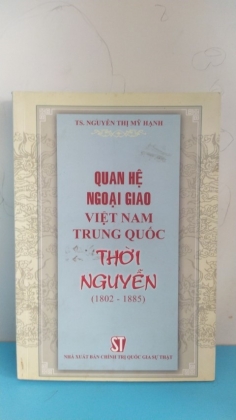 TS. NGUYỄN THỊ MỸ HẠNH
QUAN HỆ
NGOẠI GIAO
VIỆT NAM
TRUNG QUỐC
THỜI
NGUYỄN
(1802 - 1885)
ST
NHÀ XUẤT BẢN CHÍNH TRỊ QUỐC GIA SỰ THẬT